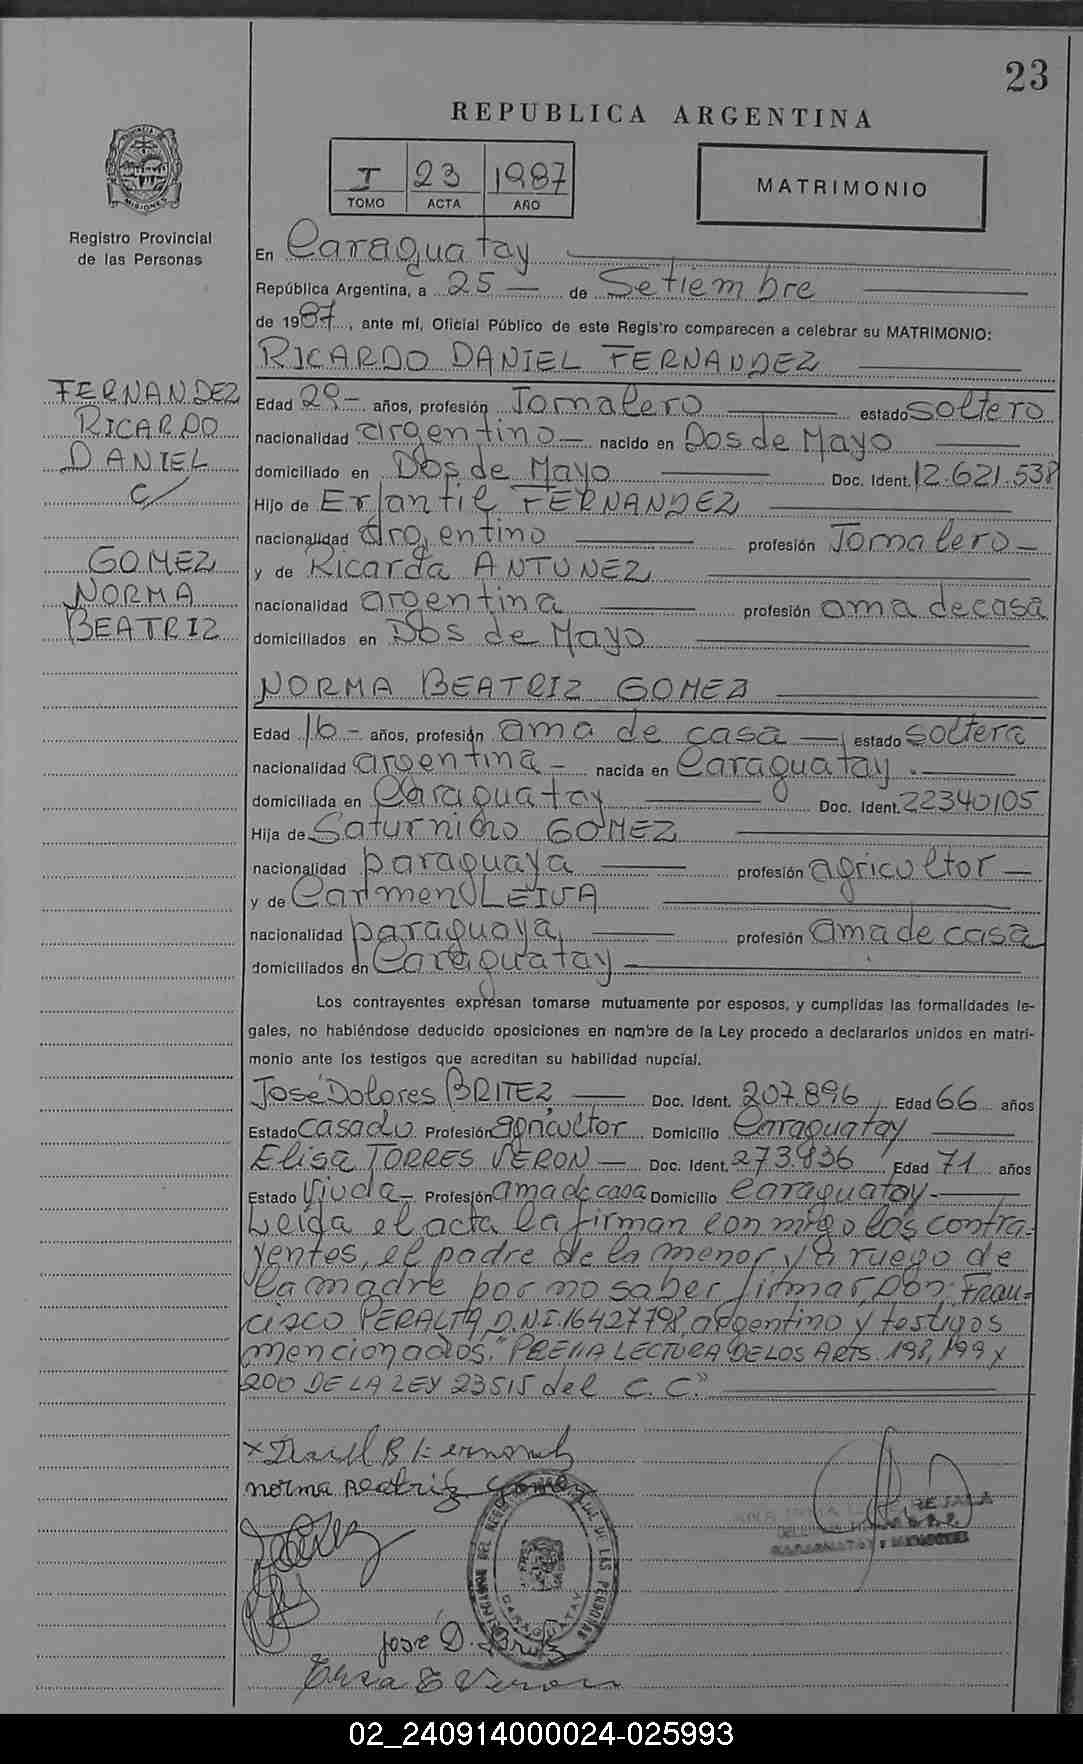 23
REPUBLICA ARGENTINA
I 23 1987
TOMO ACTA AÑO
MATRIMONIO
PROVINCIA DE MISIONES
Registro Provincial
de las Personas
En Caraguatay
República Argentina, a 25 de Setiembre
de 1987, ante mí, Oficial Público de este Registro comparecen a celebrar su MATRIMONIO:
RICARDO DANIEL FERNANDEZ
FERNANDEZ
RICARDO
DANIEL
c/
GOMEZ
NORMA
BEATRIZ
Edad 29- años, profesión Jornalero estado soltero
nacionalidad argentino nacido en Dos de Mayo
domiciliado en Dos de Mayo Doc. Ident. 12.621.538
Hijo de Erlantil FERNANDEZ
nacionalidad argentino profesión Jornalero
y de Ricarda ANTUNEZ
nacionalidad argentina profesión ama de casa
domiciliados en Dos de Mayo
NORMA BEATRIZ GOMEZ
Edad 16- años, profesión ama de casa estado soltera
nacionalidad argentina nacida en Caraguatay.
domiciliada en Caraguatay Doc. Ident. 22340105
Hija de Saturnino GOMEZ
nacionalidad paraguaya profesión agricultor
y de Carmen LEIVA
nacionalidad paraguaya profesión ama de casa
domiciliados en Caraguatay
Los contrayentes expresan tomarse mutuamente por esposos, y cumplidas las formalidades le-
gales, no habiéndose deducido oposiciones en nombre de la Ley procedo a declararlos unidos en matri-
monio ante los testigos que acreditan su habilidad nupcial.
José Dolores BRITEZ Doc. Ident. 207.896 Edad 66 años
Estado casado Profesión agricultor Domicilio Caraguatay
Elisa TORRES VERON Doc. Ident. 273.936 Edad 71 años
Estado Viuda Profesión ama de casa Domicilio Caraguatay
Leida el acta la firman conmigo los contra-
yentes, el padre de la menor y a ruego de
la madre por no saber firmar, Don: Fran-
cisco PERALTA, D.N.I. 16427798, argentino y testigos
mencionados. "PREVIA LECTURA DE LOS ARTS. 198, 199 y
200 DE LA LEY 23515 del C. C."
Norma Beatriz Gomez
José D. Britez
CARAGUATAY
DE LAS PERSONAS
02_240914000024-025993